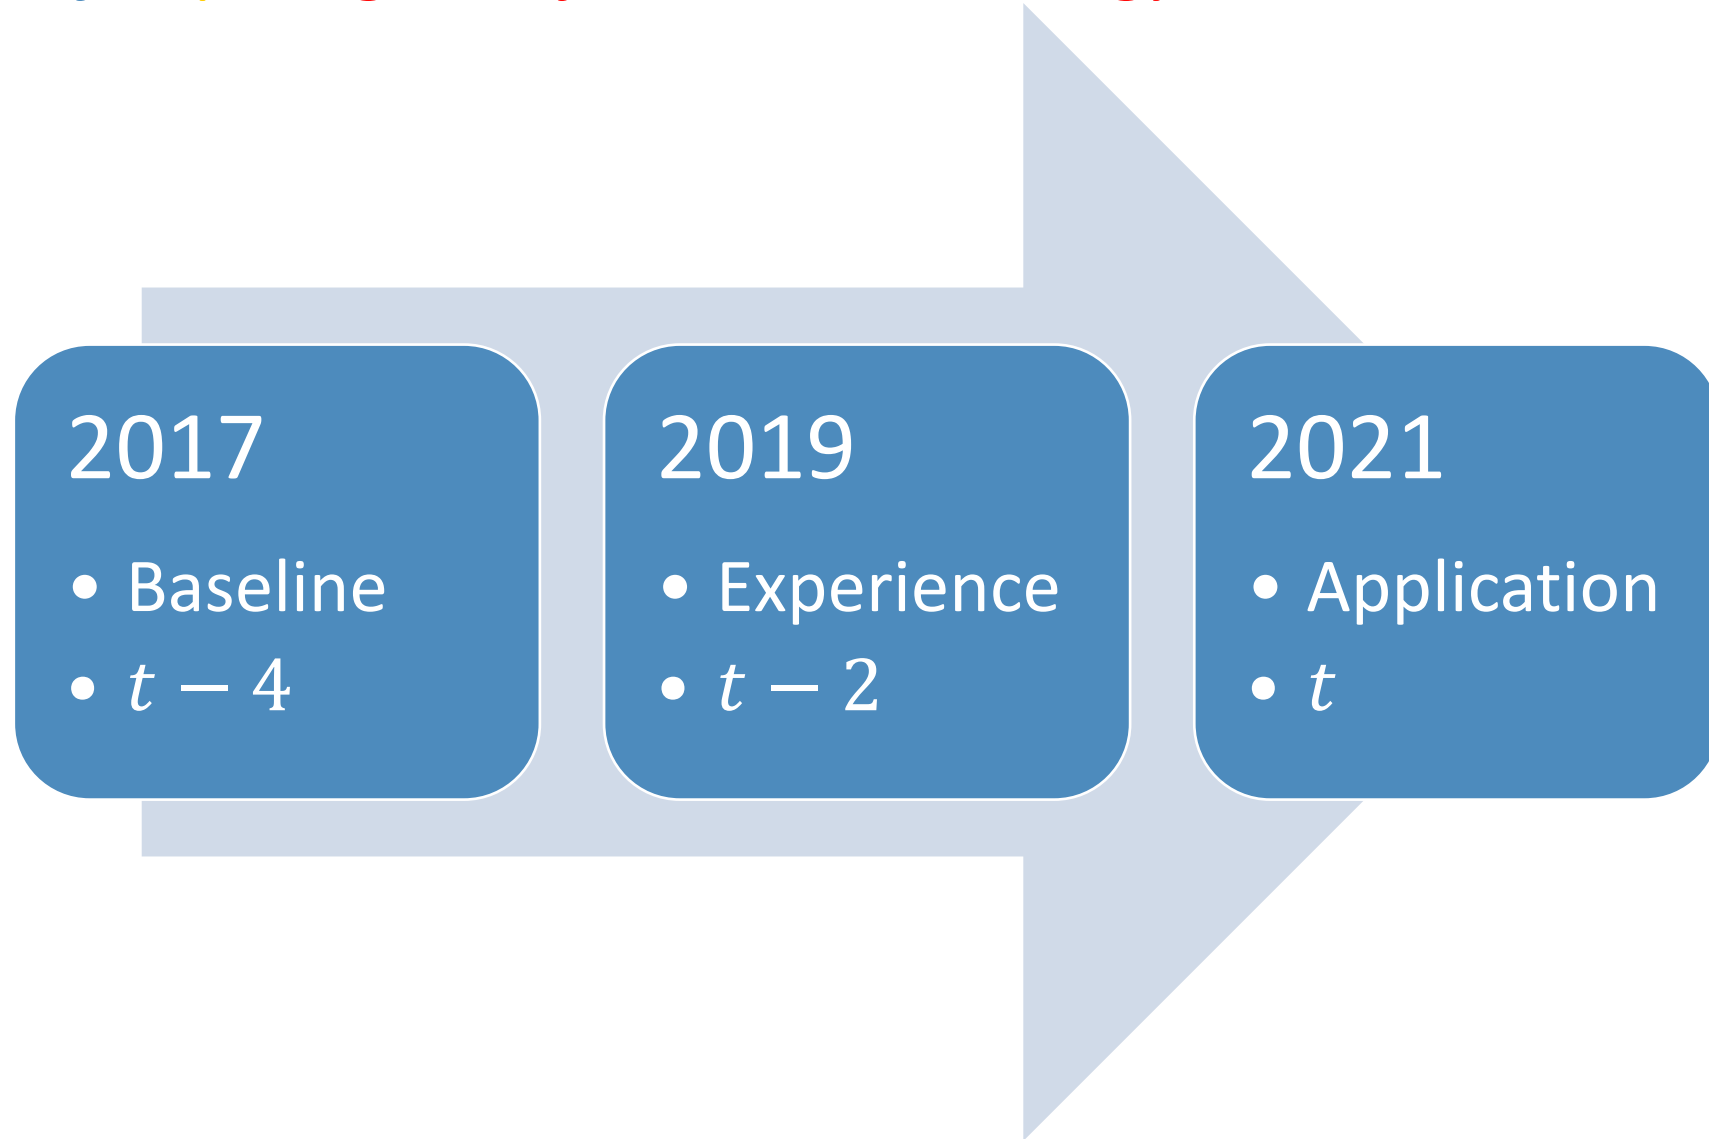 2017
• Baseline
• t − 4
2019
• Experience
• t − 2
2021
• Application
• t